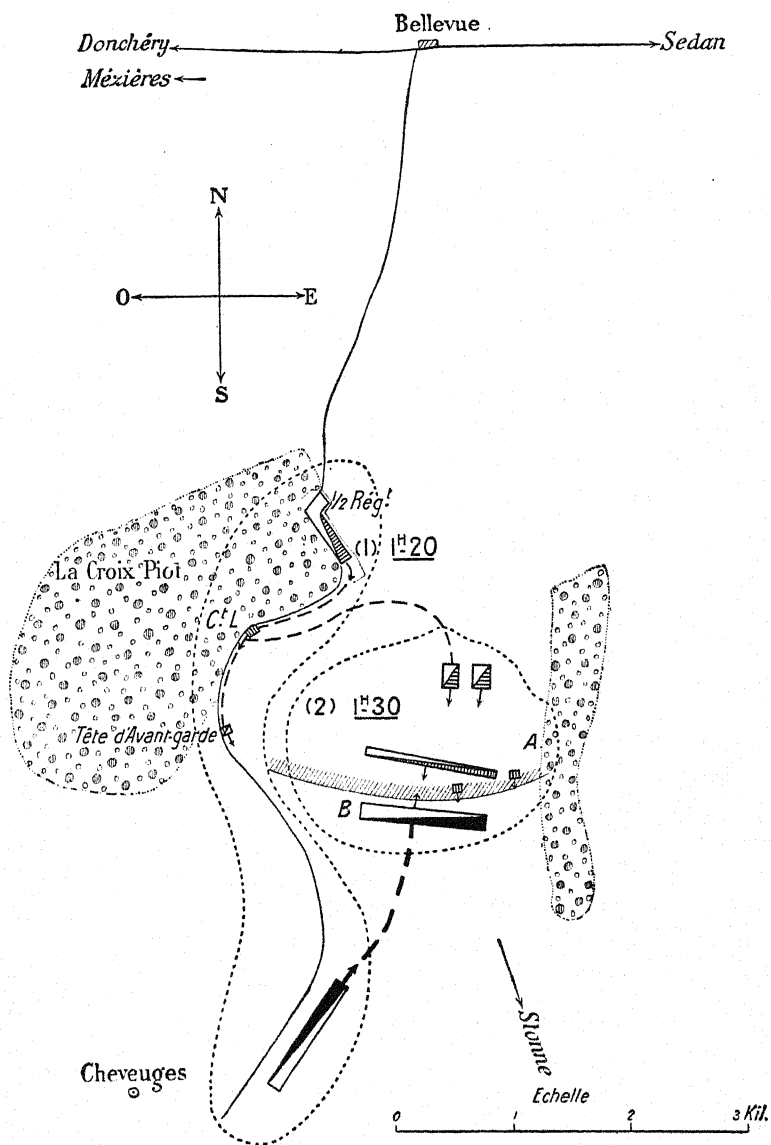 Bellevue
Donchéry
Sedan
Mézières
N
O E
S
½ Rég.t
(1) 1H20
La Croix Piot
Ct L
(2) 1H30
Tête d'Avant-garde
A
B
Stonne
Cheveuges
Echelle
0 1 2 3 Kil.